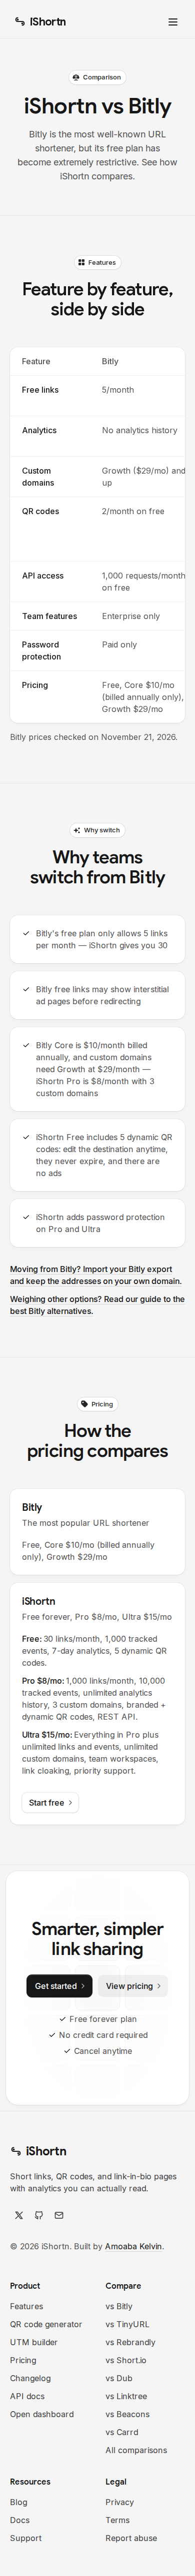 iShortn
Comparison
iShortn vs Bitly
Bitly is the most well-known URL
shortener, but its free plan has
become extremely restrictive. See how
iShortn compares.
Features
Feature by feature,
side by side
Feature Bitly
Free links 5/month
Analytics No analytics history
Custom
domains
Growth ($29/mo) and
up
QR codes 2/month on free
API access 1,000 requests/month
on free
Team features Enterprise only
Password
protection
Paid only
Pricing Free, Core $10/mo
(billed annually only),
Growth $29/mo
Bitly prices checked on November 21, 2026.
Why switch
Why teams
switch from Bitly
Bitly's free plan only allows 5 links
per month — iShortn gives you 30
Bitly free links may show interstitial
ad pages before redirecting
Bitly Core is $10/month billed
annually, and custom domains
need Growth at $29/month —
iShortn Pro is $8/month with 3
custom domains
iShortn Free includes 5 dynamic QR
codes: edit the destination anytime,
they never expire, and there are
no ads
iShortn adds password protection
on Pro and Ultra
Moving from Bitly? Import your Bitly export
and keep the addresses on your own domain.
Weighing other options? Read our guide to the
best Bitly alternatives.
Pricing
How the
pricing compares
Bitly
The most popular URL shortener
Free, Core $10/mo (billed annually
only), Growth $29/mo
iShortn
Free forever, Pro $8/mo, Ultra $15/mo
Free: 30 links/month, 1,000 tracked
events, 7-day analytics, 5 dynamic QR
codes.
Pro $8/mo: 1,000 links/month, 10,000
tracked events, unlimited analytics
history, 3 custom domains, branded +
dynamic QR codes, REST API.
Ultra $15/mo: Everything in Pro plus
unlimited links and events, unlimited
custom domains, team workspaces,
link cloaking, priority support.
Start free
Smarter, simpler
link sharing
Get started View pricing
Free forever plan
No credit card required
Cancel anytime
iShortn
Short links, QR codes, and link-in-bio pages
with analytics you can actually read.
© 2026 iShortn. Built by Amoaba Kelvin.
Product
Features
QR code generator
UTM builder
Pricing
Changelog
API docs
Open dashboard
Compare
vs Bitly
vs TinyURL
vs Rebrandly
vs Short.io
vs Dub
vs Linktree
vs Beacons
vs Carrd
All comparisons
Resources
Blog
Docs
Support
Legal
Privacy
Terms
Report abuse